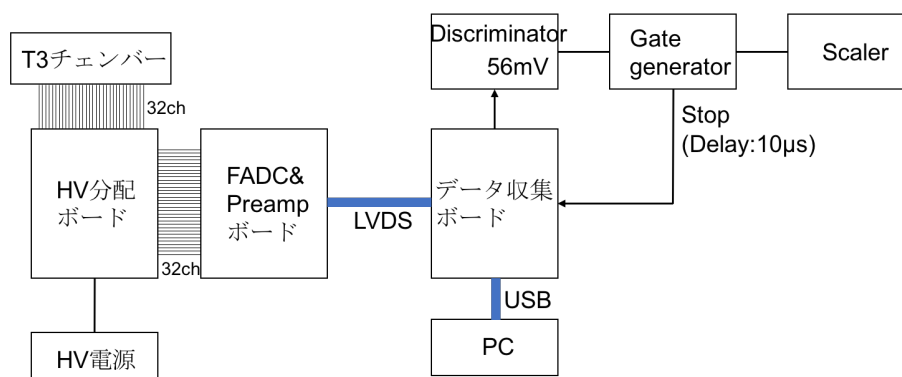 T3チェンバー
32ch
HV分配
ボード
32ch
HV電源
FADC&
Preamp
ボード
LVDS
Discriminator
56mV
Gate
generator
Scaler
Stop
(Delay:10μs)
データ収集
ボード
USB
PC